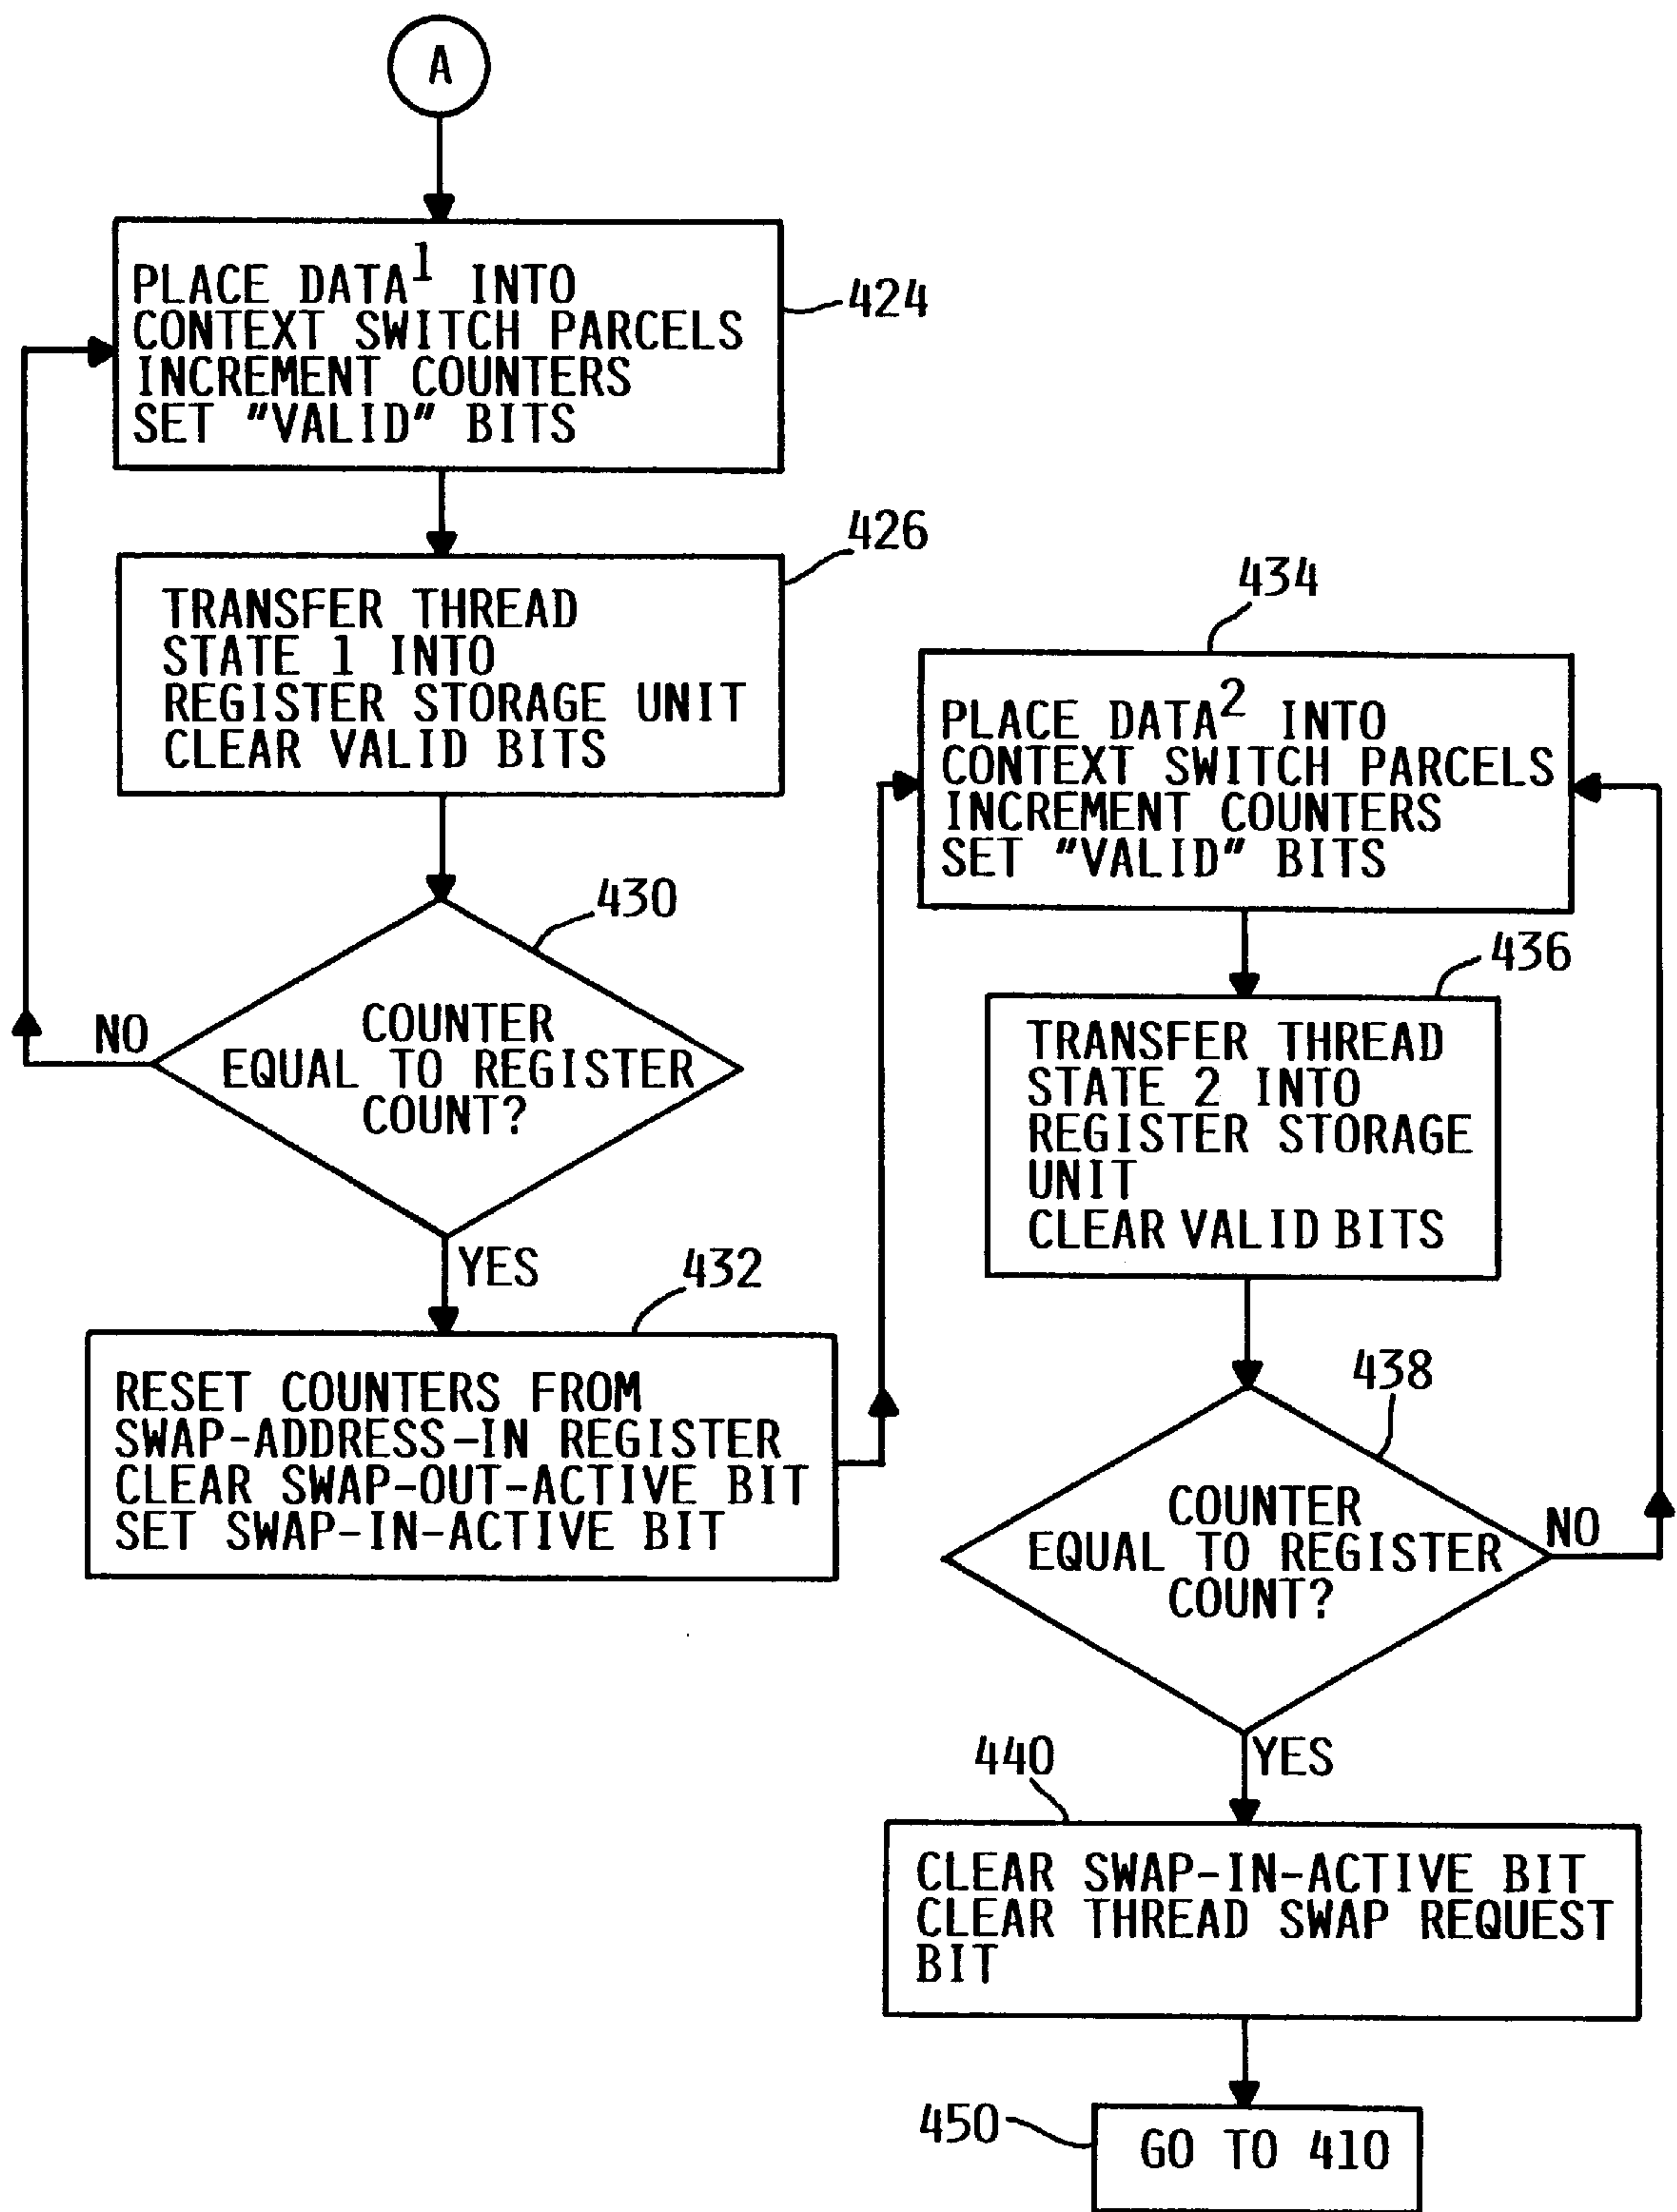 A
PLACE DATA1 INTO
CONTEXT SWITCH PARCELS
INCREMENT COUNTERS
SET "VALID" BITS
424
TRANSFER THREAD
STATE 1 INTO
REGISTER STORAGE UNIT
CLEAR VALID BITS
426
430
COUNTER
EQUAL TO REGISTER
COUNT?
NO
YES
432
RESET COUNTERS FROM
SWAP-ADDRESS-IN REGISTER
CLEAR SWAP-OUT-ACTIVE BIT
SET SWAP-IN-ACTIVE BIT
434
PLACE DATA2 INTO
CONTEXT SWITCH PARCELS
INCREMENT COUNTERS
SET "VALID" BITS
436
TRANSFER THREAD
STATE 2 INTO
REGISTER STORAGE
UNIT
CLEAR VALID BITS
438
COUNTER
EQUAL TO REGISTER
COUNT?
NO
YES
440
CLEAR SWAP-IN-ACTIVE BIT
CLEAR THREAD SWAP REQUEST
BIT
450
GO TO 410